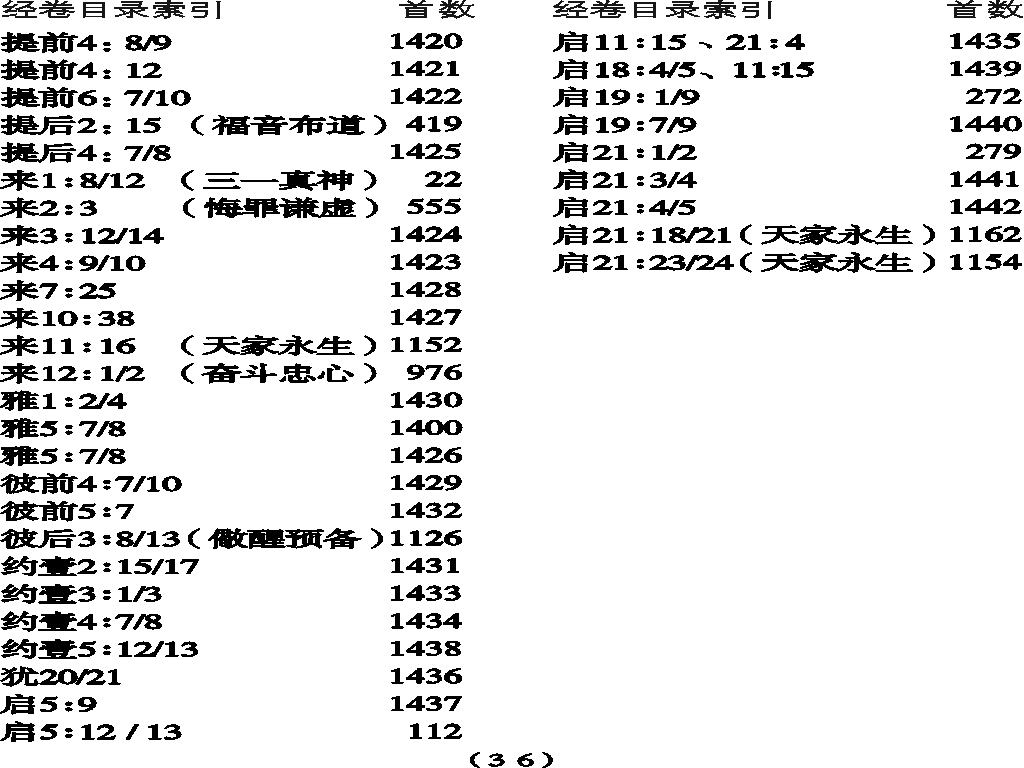 经卷目录索引 首数
提前4：8/9 1420
提前4：12 1421
提前6：7/10 1422
提后2：15 （福音布道） 419
提后4：7/8 1425
来1:8/12 （三一真神） 22
来2:3 （悔罪谦虚） 555
来3:12/14 1424
来4:9/10 1423
来7:25 1428
来10:38 1427
来11:16 （天家永生）1152
来12:1/2 （奋斗忠心） 976
雅1:2/4 1430
雅5:7/8 1400
雅5:7/8 1426
彼前4:7/10 1429
彼前5:7 1432
彼后3:8/13（儆醒预备）1126
约壹2:15/17 1431
约壹3:1/3 1433
约壹4:7/8 1434
约壹5:12/13 1438
犹20/21 1436
启5:9 1437
启5:12/13 112
经卷目录索引 首数
启11:15、21:4 1435
启18:4/5、11:15 1439
启19:1/9 272
启19:7/9 1440
启21:1/2 279
启21:3/4 1441
启21:4/5 1442
启21:18/21（天家永生）1162
启21:23/24（天家永生）1154
（36）